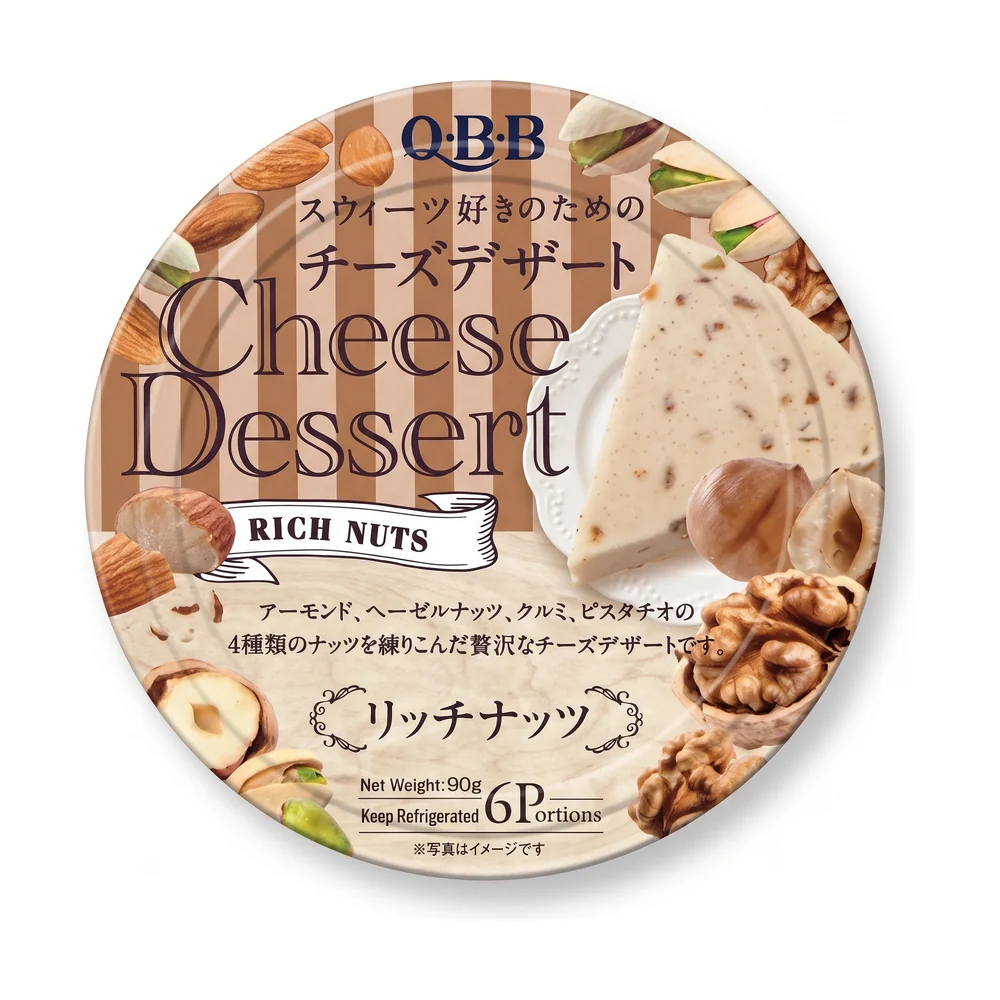 Q·B·B
スウィーツ好きのための
チーズデザート
Cheese
Dessert
RICH NUTS
アーモンド、ヘーゼルナッツ、クルミ、ピスタチオの
4種類のナッツを練りこんだ贅沢なチーズデザートです。
リッチナッツ
Net Weight:90g
Keep Refrigerated
6Portions
※写真はイメージです